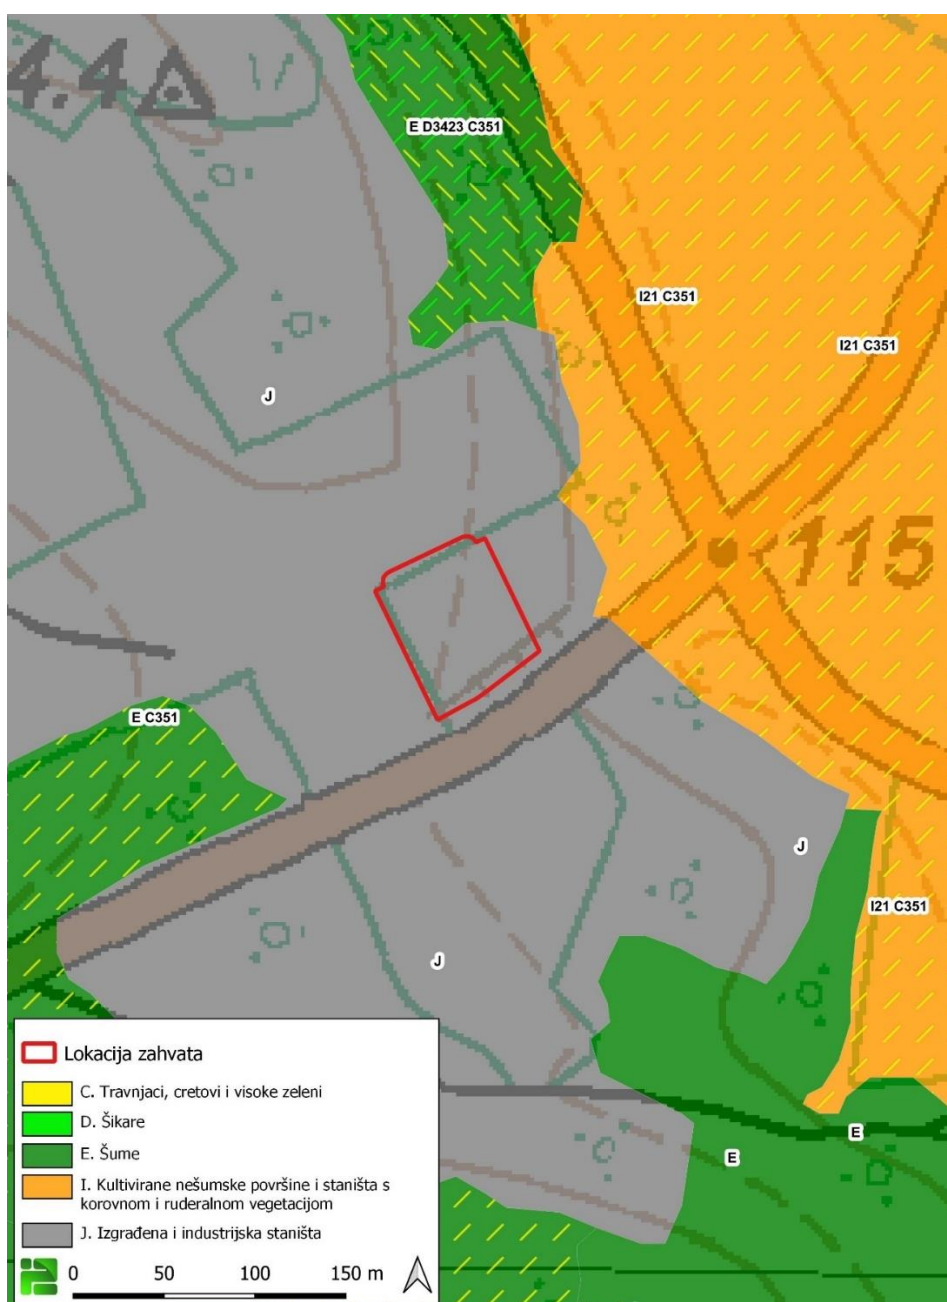 4.4
E D3423 C351
I21 C351
I21 C351
J
115
E C351
J
I21 C351
J
E
E
Lokacija zahvata
C. Travnjaci, cretovi i visoke zeleni
D. Šikare
E. Šume
I. Kultivirane nešumske površine i staništa s
korovnom i ruderalnom vegetacijom
J. Izgrađena i industrijska staništa
0 50 100 150 m